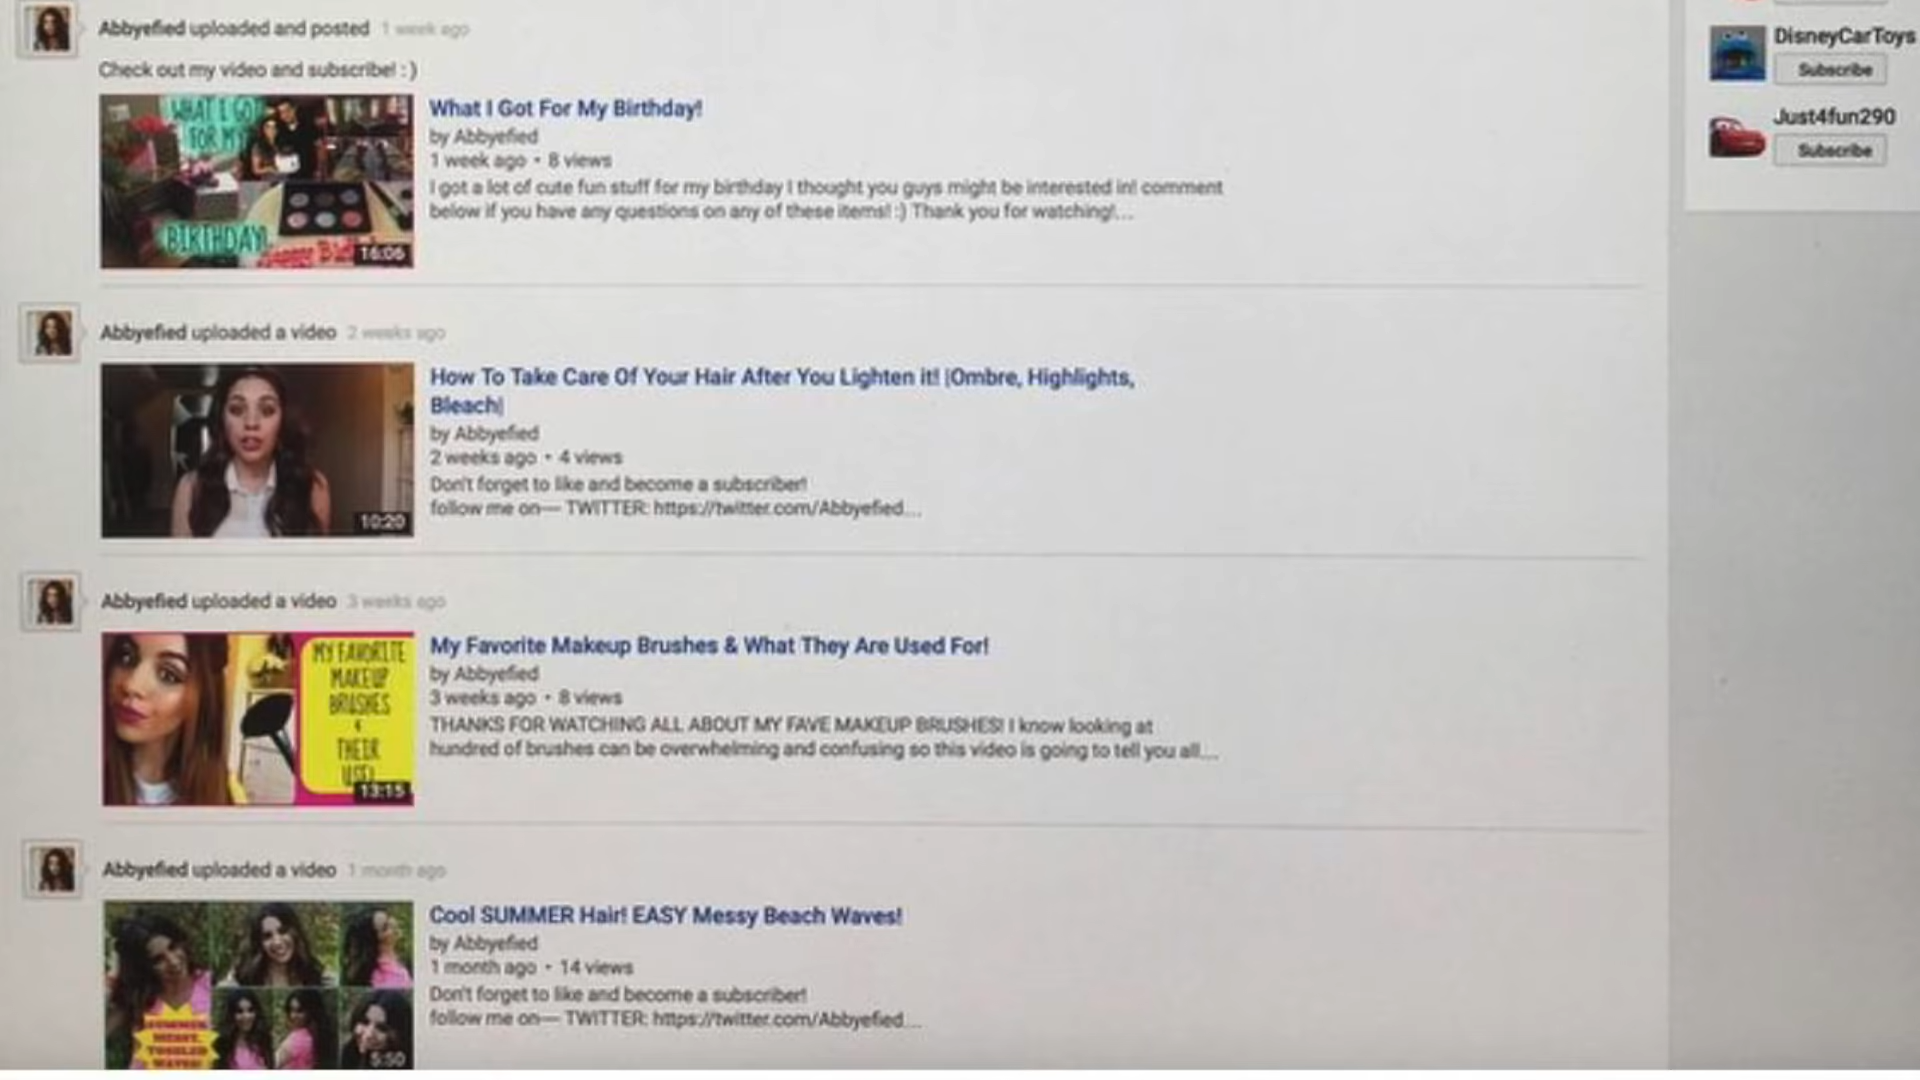 Abbyefied uploaded and posted 1 week ago
Check out my video and subscribe! :)
WHAT I GOT
FOR MY
BIRTHDAY!
16:06
What I Got For My Birthday!
by Abbyefied
1 week ago • 8 views
I got a lot of cute fun stuff for my birthday I thought you guys might be interested in! comment
below if you have any questions on any of these items! :) Thank you for watching!...
Abbyefied uploaded a video 2 weeks ago
10:20
How To Take Care Of Your Hair After You Lighten it! |Ombre, Highlights,
Bleach|
by Abbyefied
2 weeks ago • 4 views
Don't forget to like and become a subscriber!
follow me on— TWITTER: https://twitter.com/Abbyefied...
Abbyefied uploaded a video 3 weeks ago
MY FAVORITE
MAKEUP
BRUSHES
&
THEIR
USE!
13:15
My Favorite Makeup Brushes & What They Are Used For!
by Abbyefied
3 weeks ago • 8 views
THANKS FOR WATCHING ALL ABOUT MY FAVE MAKEUP BRUSHES! I know looking at
hundred of brushes can be overwhelming and confusing so this video is going to tell you all...
Abbyefied uploaded a video 1 month ago
SUMMER
MESSY
TOUSLED
WAVES!
5:50
Cool SUMMER Hair! EASY Messy Beach Waves!
by Abbyefied
1 month ago • 14 views
Don't forget to like and become a subscriber!
follow me on— TWITTER: https://twitter.com/Abbyefied...
DisneyCarToys
Subscribe
Just4fun290
Subscribe